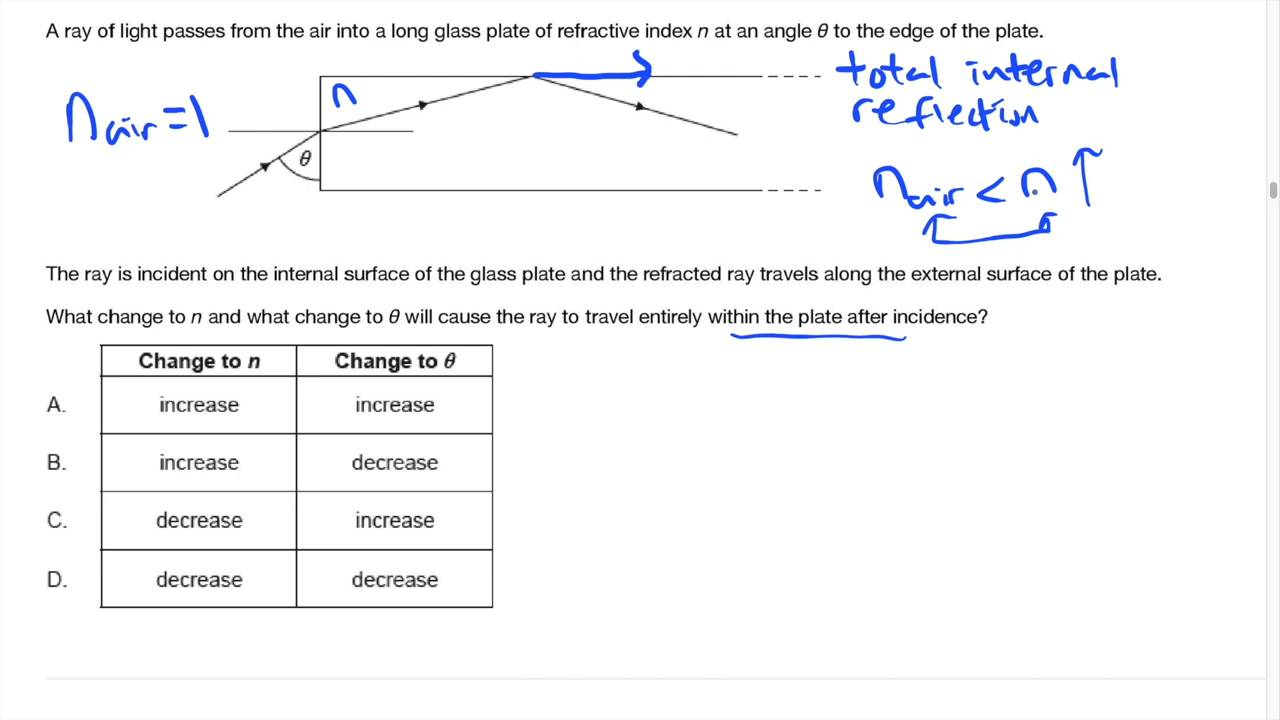 A ray of light passes from the air into a long glass plate of refractive index n at an angle θ to the edge of the plate.
total internal
reflection
n
n air = 1
θ
n air < n ↑
The ray is incident on the internal surface of the glass plate and the refracted ray travels along the external surface of the plate.
What change to n and what change to θ will cause the ray to travel entirely within the plate after incidence?
Change to n Change to θ
A. increase increase
B. increase decrease
C. decrease increase
D. decrease decrease